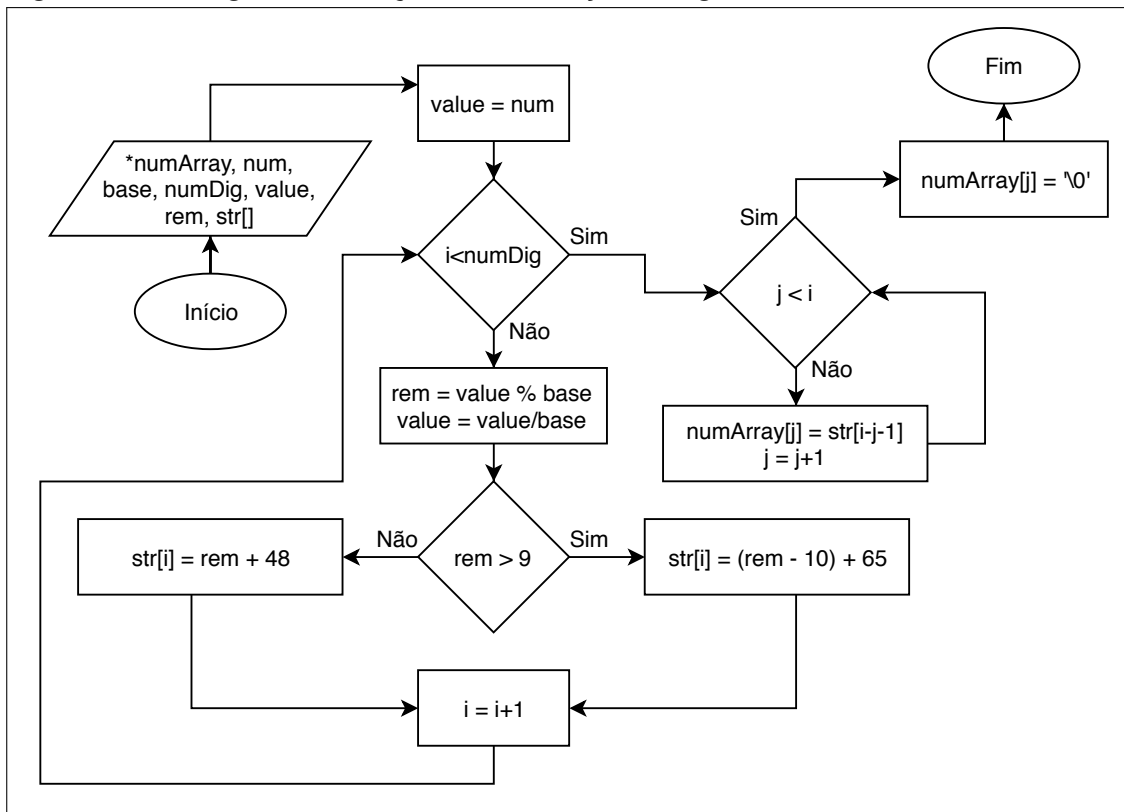 Início
*numArray, num,
base, numDig, value,
rem, str[]
value = num
i<numDig
Sim
Não
rem = value % base
value = value/base
rem > 9
Não
Sim
str[i] = rem + 48
str[i] = (rem - 10) + 65
i = i+1
j < i
Sim
Não
numArray[j] = str[i-j-1]
j = j+1
numArray[j] = '\0'
Fim